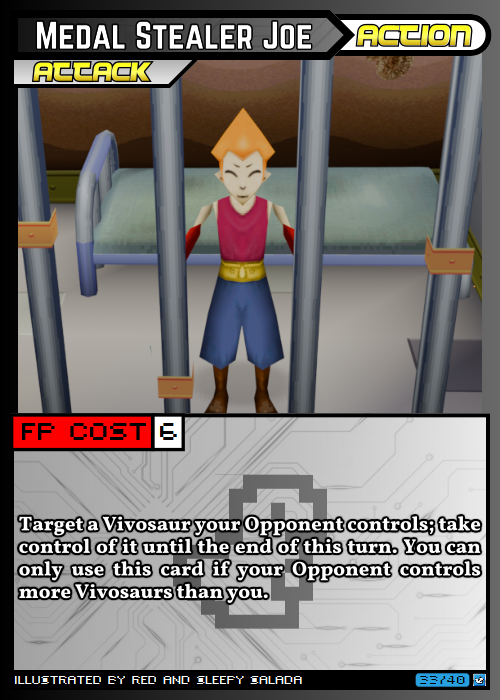 MEDAL STEALER JOE
ACTION
ATTACK
FP COST 6
Target a Vivosaur your Opponent controls; take
control of it until the end of this turn. You can
only use this card if your Opponent controls
more Vivosaurs than you.
ILLUSTRATED BY RED AND SLEEPY SALADA
33/40